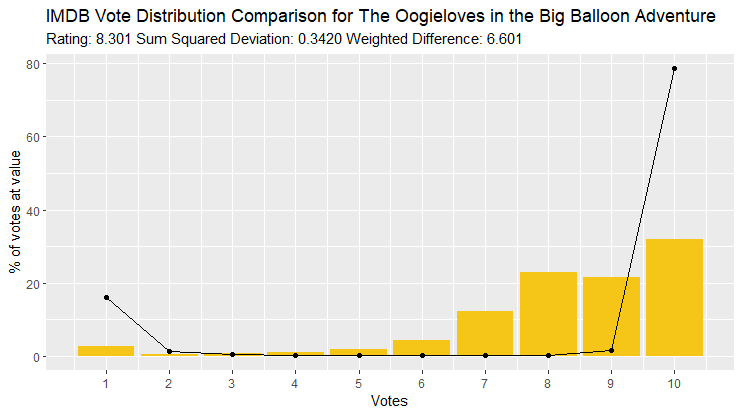 IMDB Vote Distribution Comparison for The Oogieloves in the Big Balloon Adventure
Rating: 8.301 Sum Squared Deviation: 0.3420 Weighted Difference: 6.601
80
60
40
20
0
% of votes at value
1 2 3 4 5 6 7 8 9 10
Votes